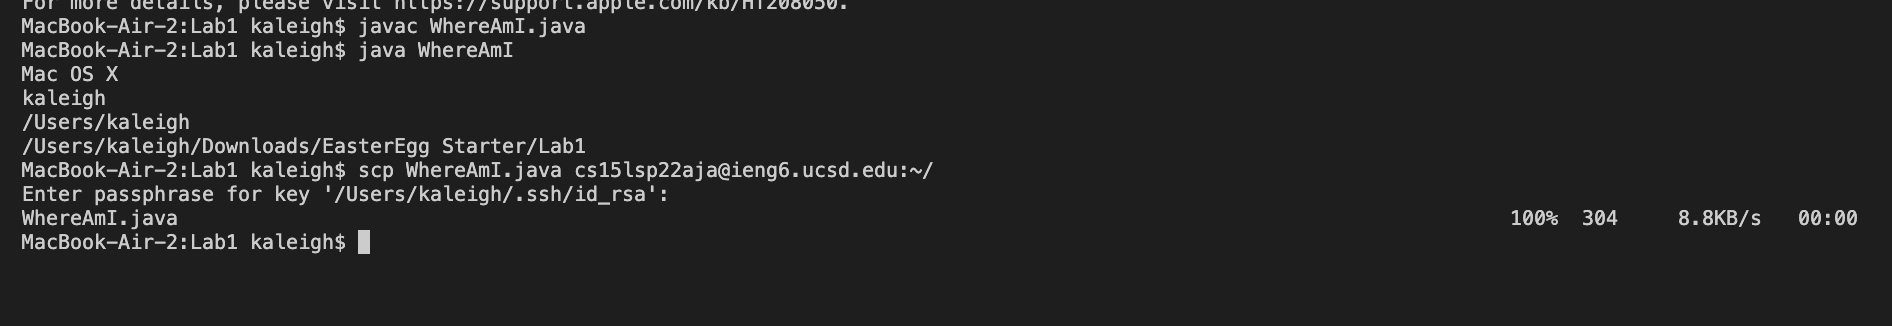 For more details, please visit https://support.apple.com/kb/HT208050.
MacBook-Air-2:Lab1 kaleigh$ javac WhereAmI.java
MacBook-Air-2:Lab1 kaleigh$ java WhereAmI
Mac OS X
kaleigh
/Users/kaleigh
/Users/kaleigh/Downloads/EasterEgg Starter/Lab1
MacBook-Air-2:Lab1 kaleigh$ scp WhereAmI.java cs15lsp22aja@ieng6.ucsd.edu:~/
Enter passphrase for key '/Users/kaleigh/.ssh/id_rsa':
WhereAmI.java 100% 304 8.8KB/s 00:00
MacBook-Air-2:Lab1 kaleigh$